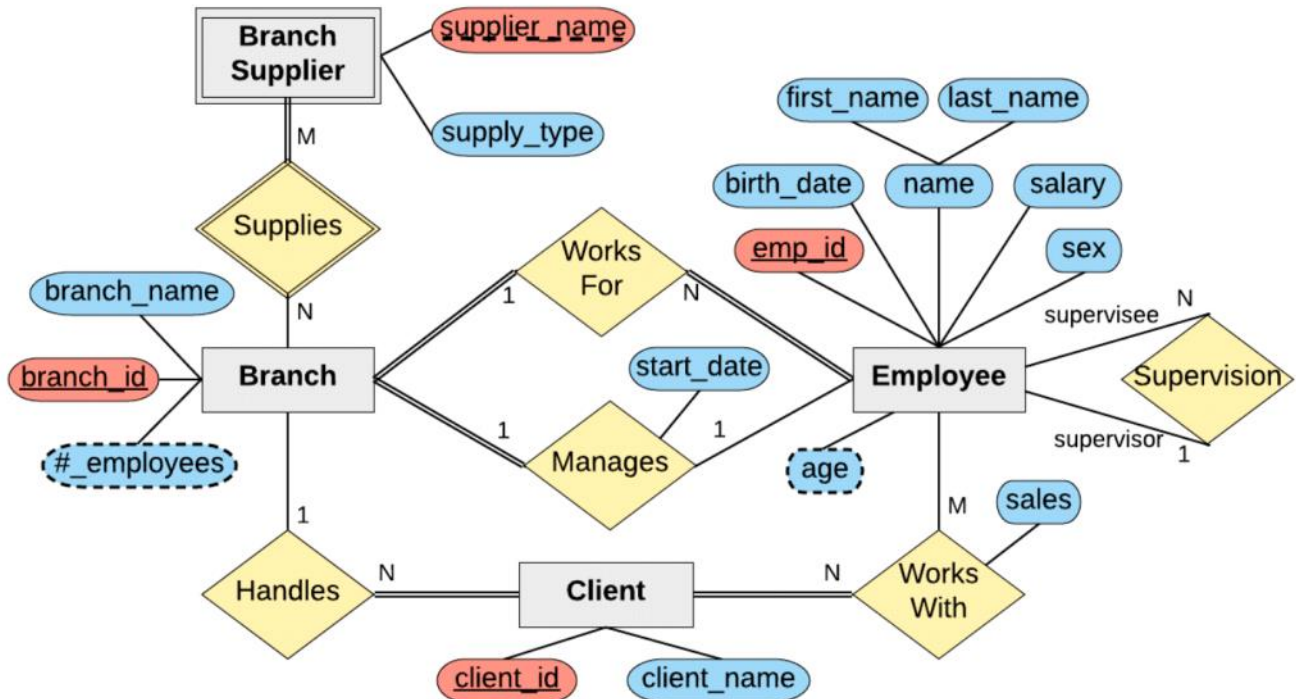 Branch
Supplier
supplier_name
supply_type
M
Supplies
N
first_name
last_name
birth_date
name
salary
emp_id
sex
Works
For
1
N
branch_name
branch_id
#_employees
Branch
start_date
Employee
supervisee
N
Supervision
supervisor
1
1
Manages
1
age
sales
1
M
Handles
N
Client
N
Works
With
client_id
client_name